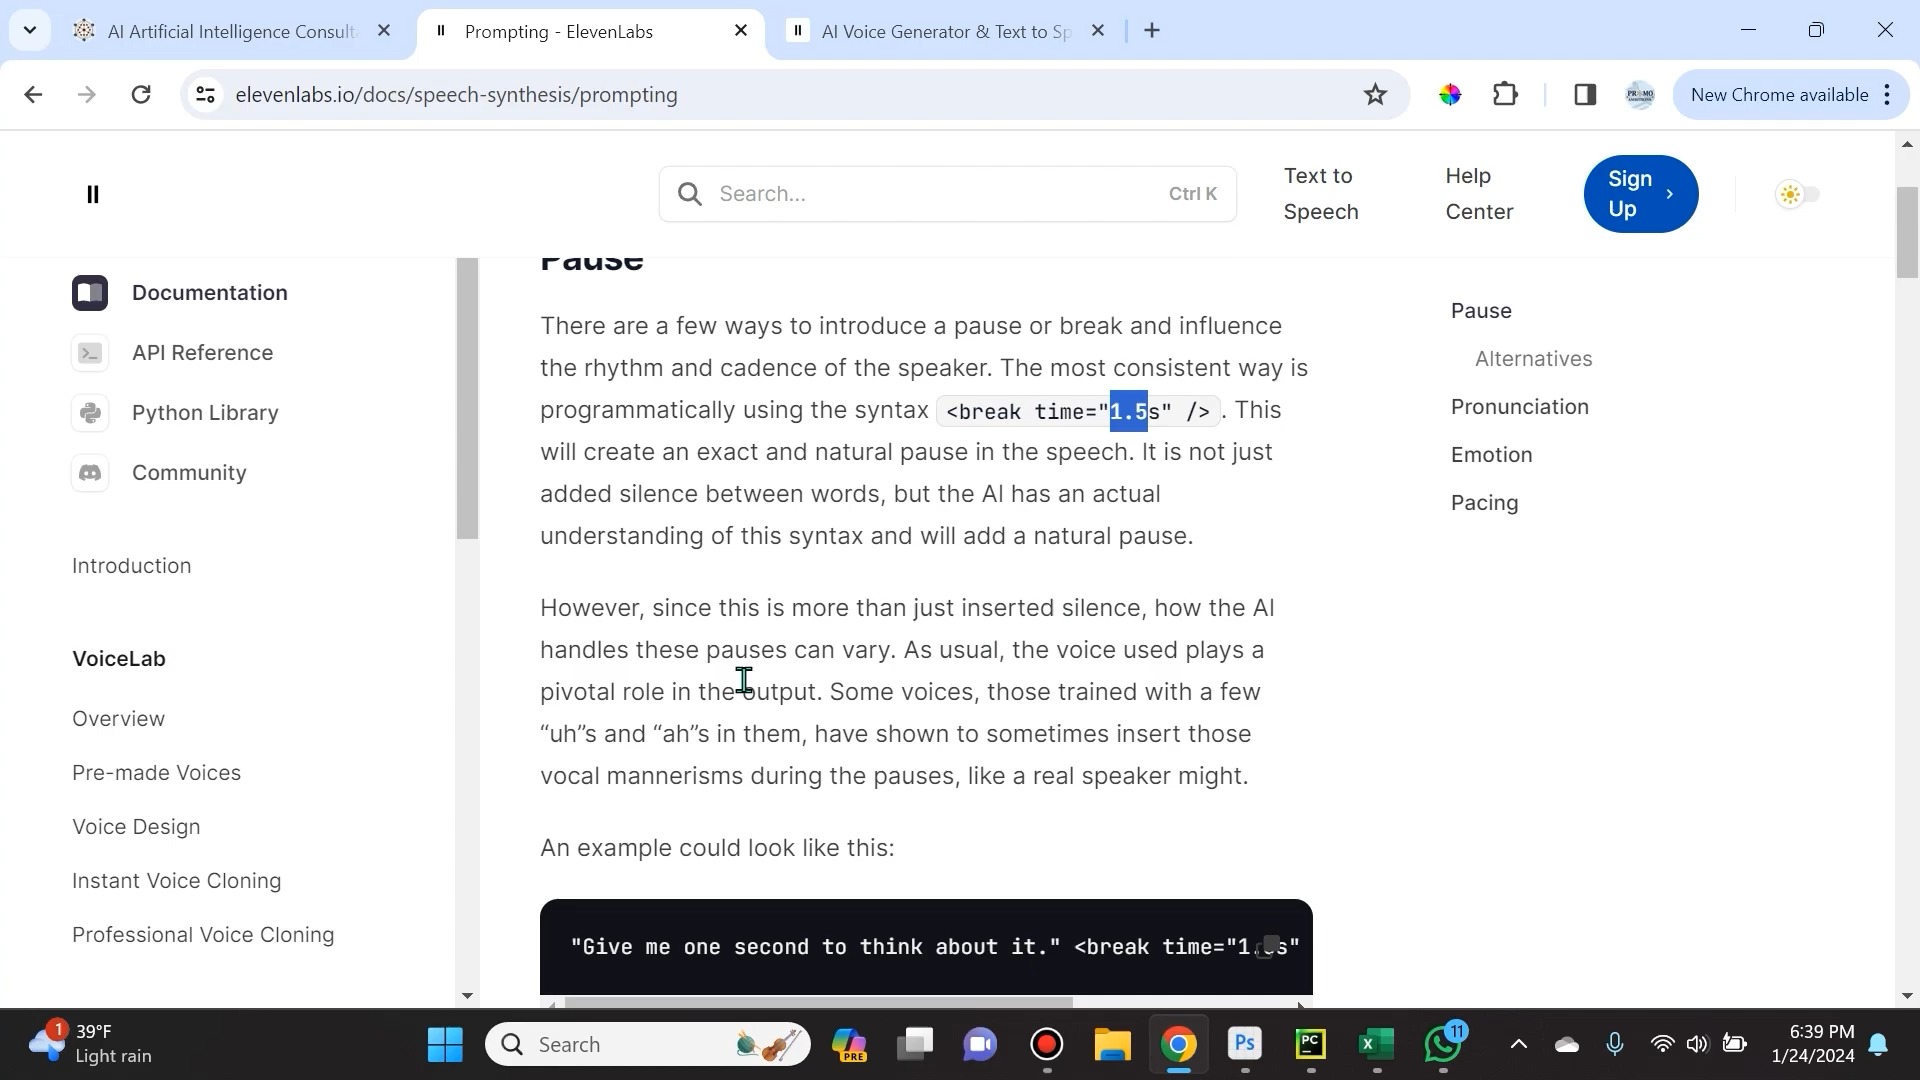 AI Artificial Intelligence Consult
Prompting - ElevenLabs
AI Voice Generator & Text to Sp
elevenlabs.io/docs/speech-synthesis/prompting
New Chrome available
Search...
Ctrl K
Text to
Speech
Help
Center
Sign
Up
Documentation
API Reference
Python Library
Community
Introduction
VoiceLab
Overview
Pre-made Voices
Voice Design
Instant Voice Cloning
Professional Voice Cloning
Pause
There are a few ways to introduce a pause or break and influence
the rhythm and cadence of the speaker. The most consistent way is
programmatically using the syntax <break time="1.5s" />. This
will create an exact and natural pause in the speech. It is not just
added silence between words, but the AI has an actual
understanding of this syntax and will add a natural pause.
However, since this is more than just inserted silence, how the AI
handles these pauses can vary. As usual, the voice used plays a
pivotal role in the output. Some voices, those trained with a few
“uh”s and “ah”s in them, have shown to sometimes insert those
vocal mannerisms during the pauses, like a real speaker might.
An example could look like this:
"Give me one second to think about it." <break time="1.
Pause
Alternatives
Pronunciation
Emotion
Pacing
1
39°F
Light rain
Search
PRE
Ps
PC
X
11
6:39 PM
1/24/2024